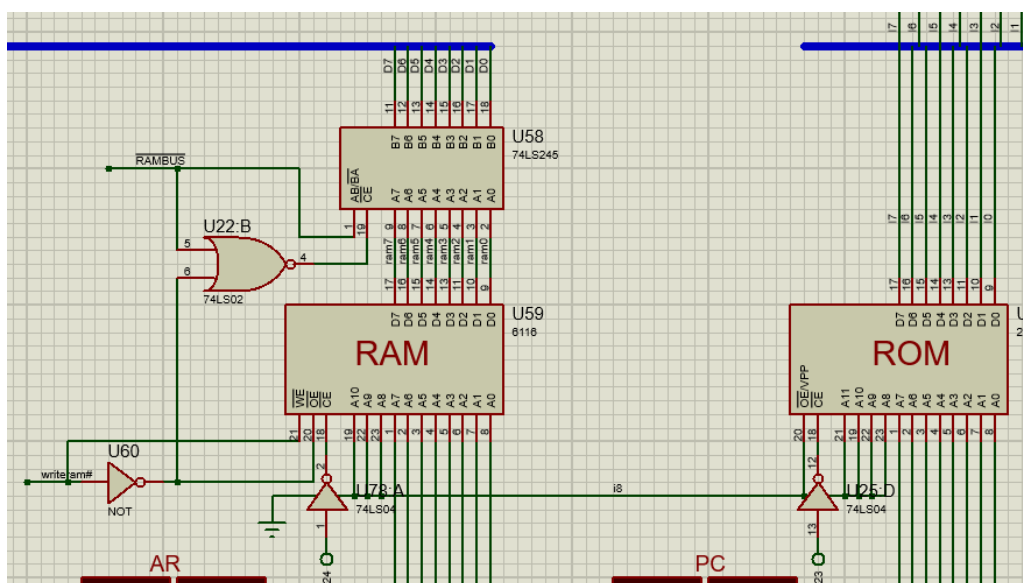 I7 I6 I5 I4 I3 I2 I1
D7 D6 D5 D4 D3 D2 D1 D0
11 12 13 14 15 16 17 18
B7 B6 B5 B4 B3 B2 B1 B0
U58
74LS245
RAMBUS
AB/BA
CE
A7 A6 A5 A4 A3 A2 A1 A0
1 19 9 8 7 6 5 4 3 2
ram7 ram6 ram5 ram4 ram3 ram2 ram1 ram0
I7 I6 I5 I4 I3 I2 I1 I0
U22:B
5
6
4
74LS02
17 16 15 14 13 11 10 9
17 16 15 14 13 11 10 9
D7 D6 D5 D4 D3 D2 D1 D0
U59
6116
D7 D6 D5 D4 D3 D2 D1 D0
U
2
RAM
ROM
WE
OE
CE
A10 A9 A8 A7 A6 A5 A4 A3 A2 A1 A0
OE/VPP
CE
A11 A10 A9 A8 A7 A6 A5 A4 A3 A2 A1 A0
21 20 18 19 22 23 1 2 3 4 5 6 7 8
20 18 21 19 22 23 1 2 3 4 5 6 7 8
U60
writeram#
NOT
2
U78:A
74LS04
1
i8
12
U25:D
74LS04
13
24
23
AR
PC